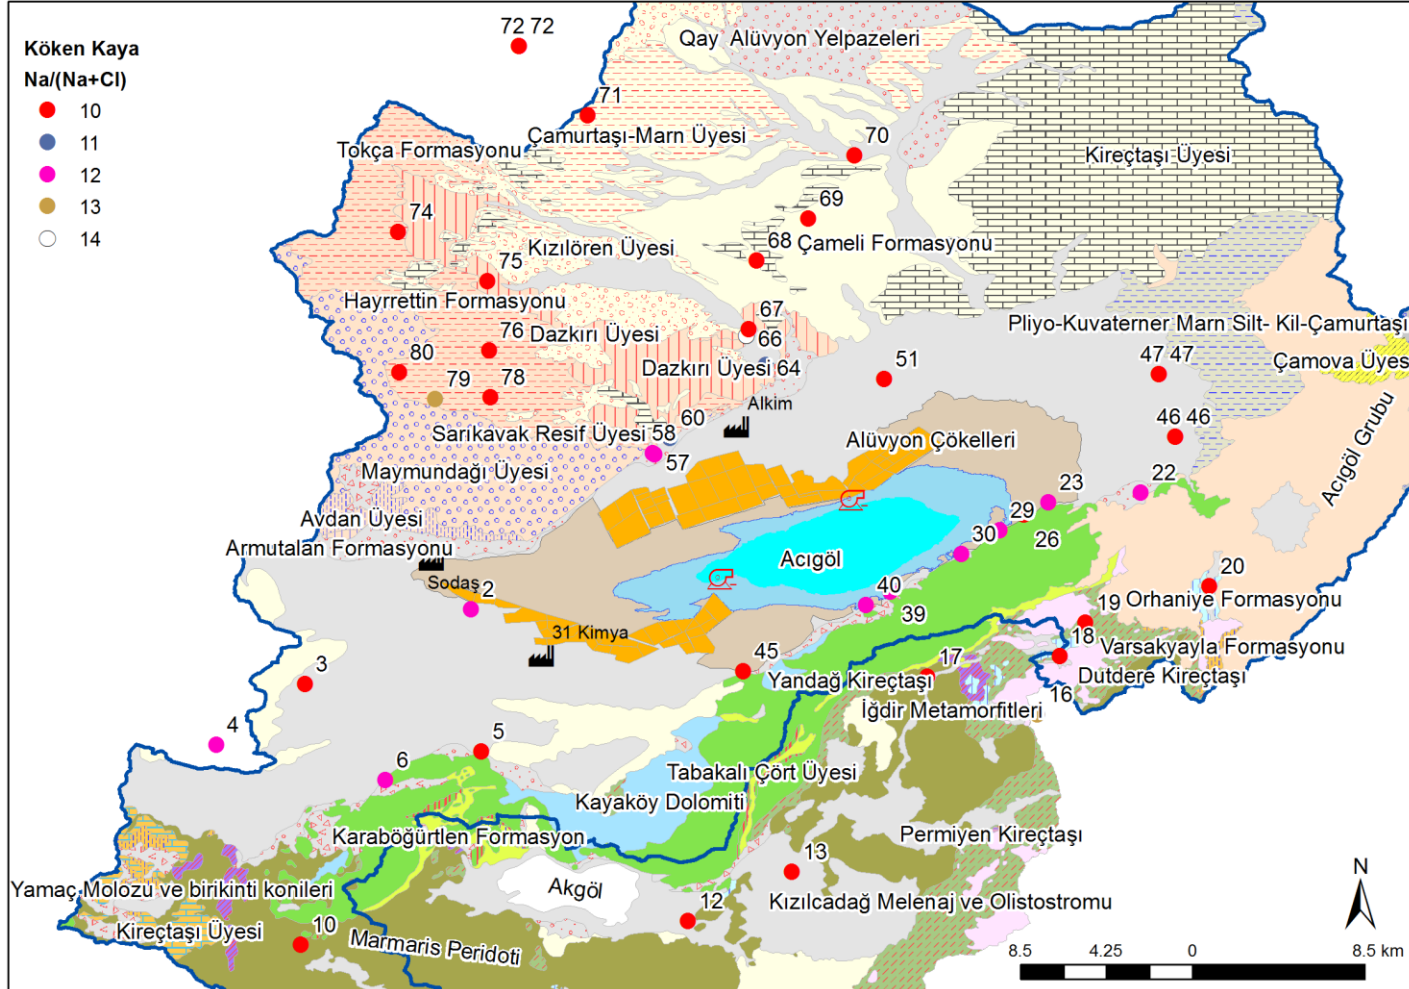 Köken Kaya
Na/(Na+Cl)
10
11
12
13
14
72 72
Qay Alüvyon Yelpazeleri
71
Çamurtaşı-Marn Üyesi
70
Tokça Formasyonu
Kireçtaşı Üyesi
74
69
Kızılören Üyesi
68
Çameli Formasyonu
75
Hayrrettin Formasyonu
67
Pliyo-Kuvaterner Marn Silt- Kil-Çamurtaşı
76
Dazkırı Üyesi
66
80
Dazkırı Üyesi
64
51
47 47
Çamova Üyes
79
78
Alkim
60
Sarıkavak Resif Üyesi
58
Alüvyon Çökelleri
46 46
Acıgöl Grubu
57
Maymundağı Üyesi
22
23
Avdan Üyesi
29
Armutalan Formasyonu
30
26
Acıgöl
Sodaş
2
40
20
Orhaniye Formasyonu
39
19
31 Kimya
18
Varsakyayla Formasyonu
3
45
17
Yandağ Kireçtaşı
Dutdere Kireçtaşı
16
İğdir Metamorfitleri
4
5
6
Tabakalı Çört Üyesi
Kayaköy Dolomiti
Karaböğürtlen Formasyon
Permiyen Kireçtaşı
13
N
Yamaç Molozu ve birikinti konileri
Akgöl
12
Kızılcadağ Melenaj ve Olistostromu
Kireçtaşı Üyesi
10
Marmaris Peridoti
8.5 4.25 0 8.5 km